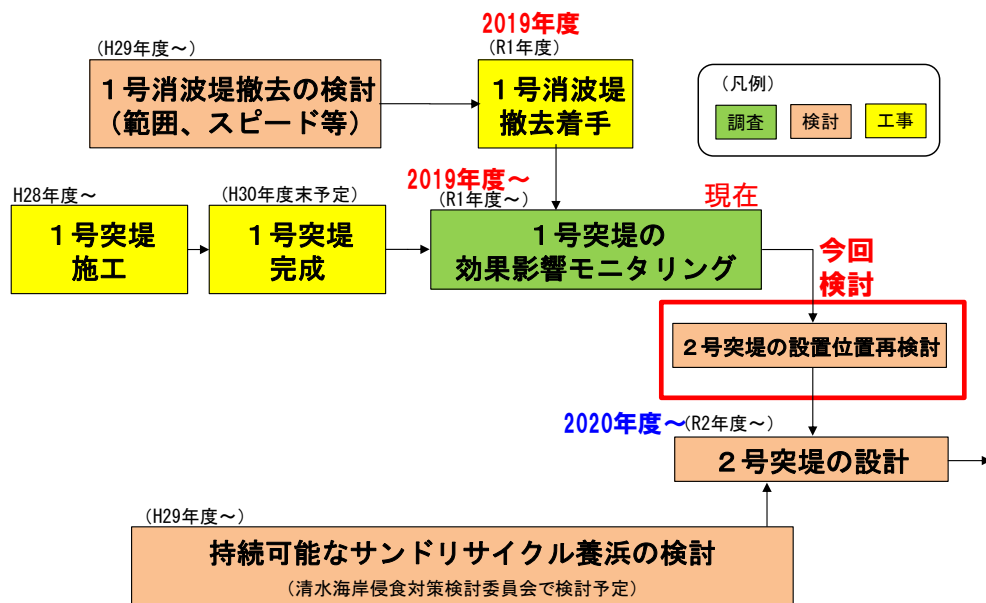 (H29年度～)
１号消波堤撤去の検討
(範囲、スピード等)
2019年度
(R1年度)
１号消波堤
撤去着手
(凡例)
調査
検討
工事
H28年度～
１号突堤
施工
(H30年度末予定)
１号突堤
完成
2019年度～
(R1年度～)
現在
１号突堤の
効果影響モニタリング
今回
検討
２号突堤の設置位置再検討
2020年度～(R2年度～)
２号突堤の設計
(H29年度～)
持続可能なサンドリサイクル養浜の検討
(清水海岸侵食対策検討委員会で検討予定)